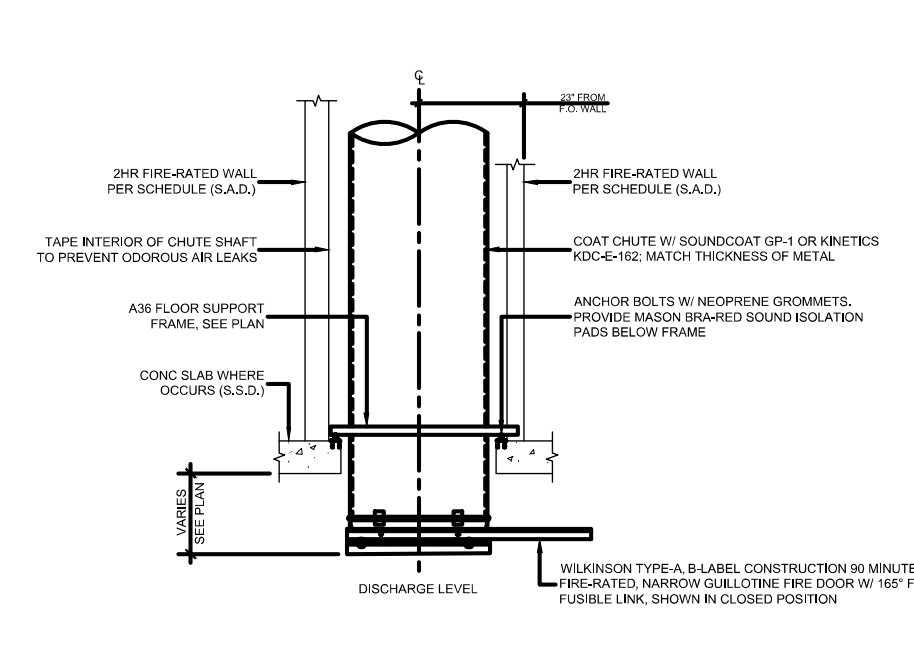 CL
23" FROM
F.O. WALL
2HR FIRE-RATED WALL
PER SCHEDULE (S.A.D.)
2HR FIRE-RATED WALL
PER SCHEDULE (S.A.D.)
TAPE INTERIOR OF CHUTE SHAFT
TO PREVENT ODOROUS AIR LEAKS
COAT CHUTE W/ SOUNDCOAT GP-1 OR KINETICS
KDC-E-162; MATCH THICKNESS OF METAL
A36 FLOOR SUPPORT
FRAME, SEE PLAN
ANCHOR BOLTS W/ NEOPRENE GROMMETS.
PROVIDE MASON BRA-RED SOUND ISOLATION
PADS BELOW FRAME
CONC SLAB WHERE
OCCURS (S.S.D.)
VARIES
SEE PLAN
DISCHARGE LEVEL
WILKINSON TYPE-A, B-LABEL CONSTRUCTION 90 MINUTE
FIRE-RATED, NARROW GUILLOTINE FIRE DOOR W/ 165° F
FUSIBLE LINK, SHOWN IN CLOSED POSITION